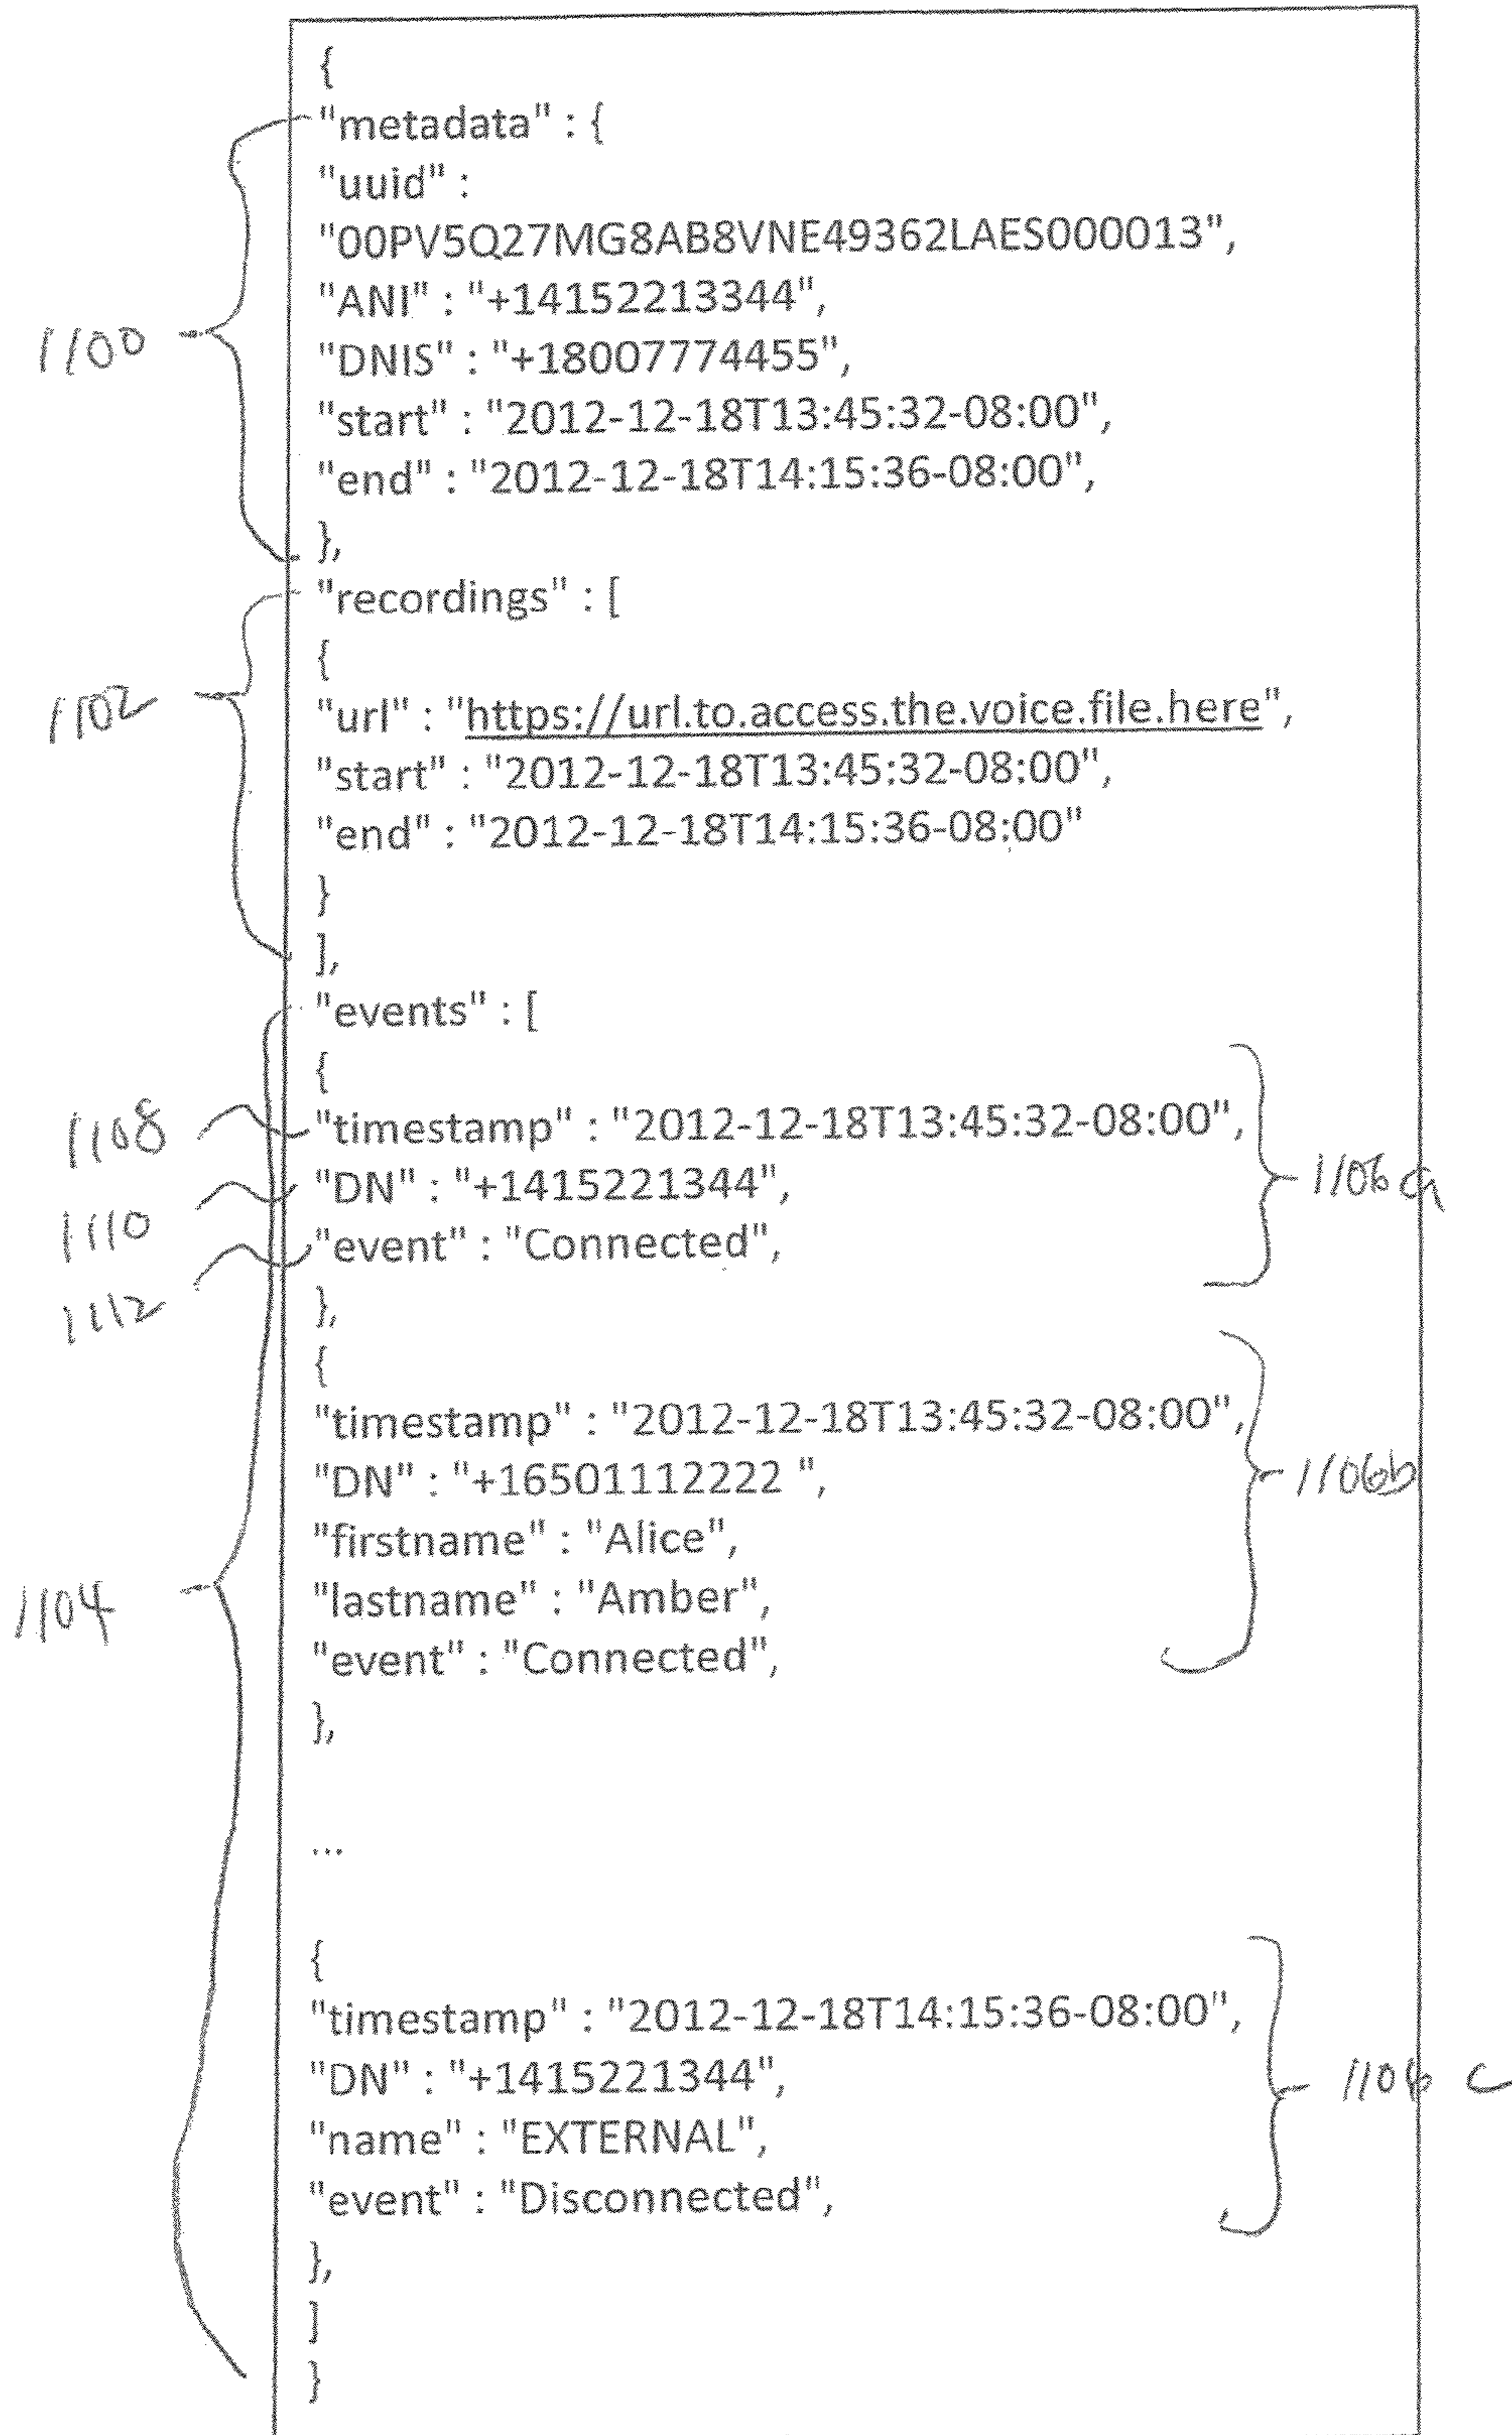 {
"metadata" : {
"uuid" :
"00PV5Q27MG8AB8VNE49362LAES000013",
"ANI" : "+14152213344",
1100
"DNIS" : "+18007774455",
"start" : "2012-12-18T13:45:32-08:00",
"end" : "2012-12-18T14:15:36-08:00",
},
"recordings" : [
{
1102
"url" : "https://url.to.access.the.voice.file.here",
"start" : "2012-12-18T13:45:32-08:00",
"end" : "2012-12-18T14:15:36-08:00"
}
],
"events" : [
{
1108
"timestamp" : "2012-12-18T13:45:32-08:00",
"DN" : "+1415221344",
1106a
1110
"event" : "Connected",
1112
},
{
"timestamp" : "2012-12-18T13:45:32-08:00",
"DN" : "+16501112222 ",
1106b
"firstname" : "Alice",
"lastname" : "Amber",
1104
"event" : "Connected",
},
...
{
"timestamp" : "2012-12-18T14:15:36-08:00",
"DN" : "+1415221344",
1106c
"name" : "EXTERNAL",
"event" : "Disconnected",
},
]
}